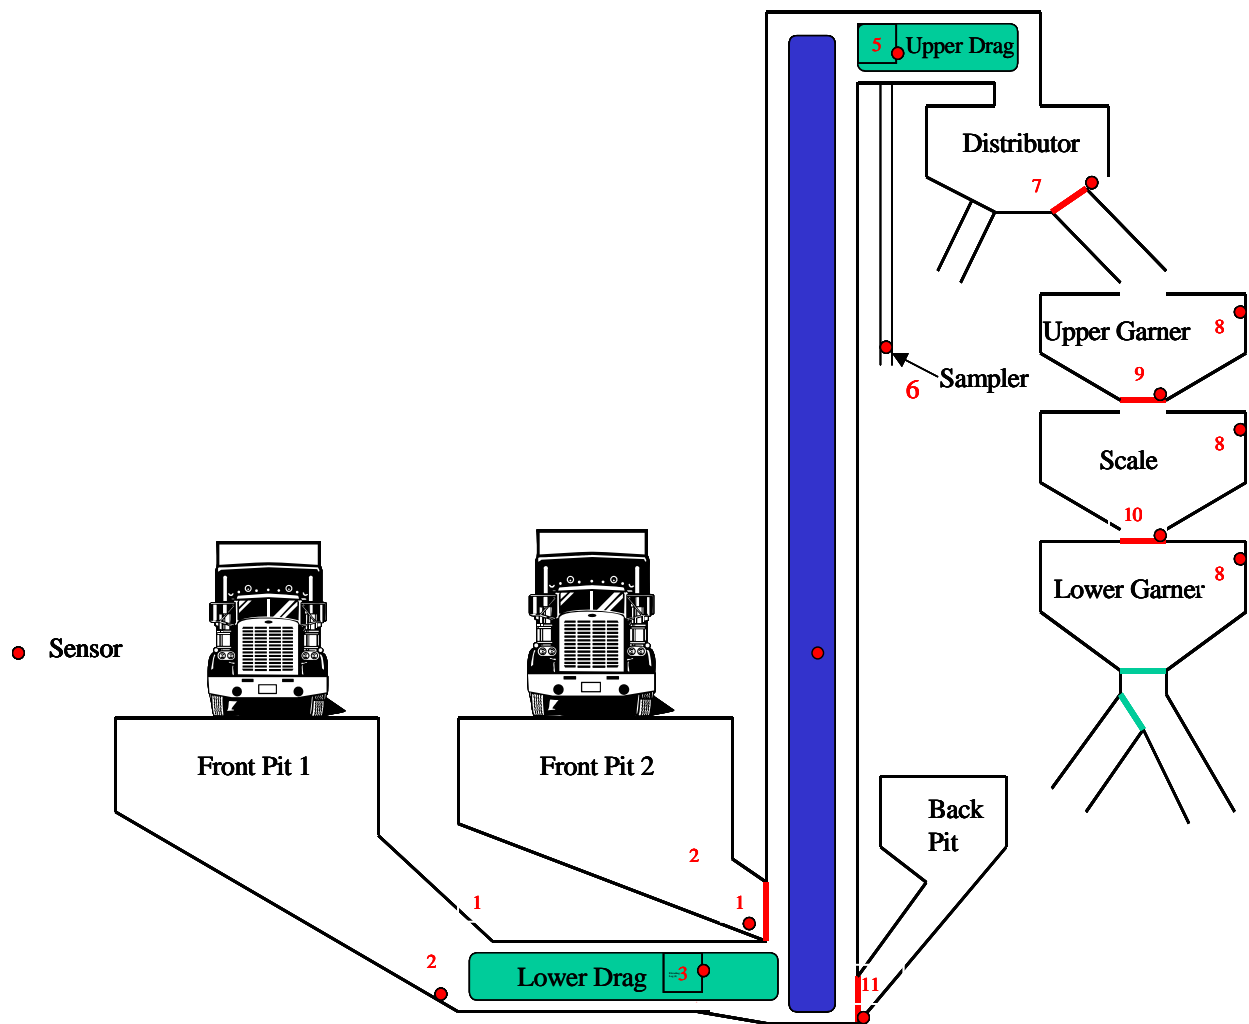 5
Upper Drag
Distributor
7
Upper Garner
8
9
6
Sampler
8
Scale
10
8
Lower Garner
Sensor
Front Pit 1
Front Pit 2
Back
Pit
2
1
1
2
Lower Drag
3
11